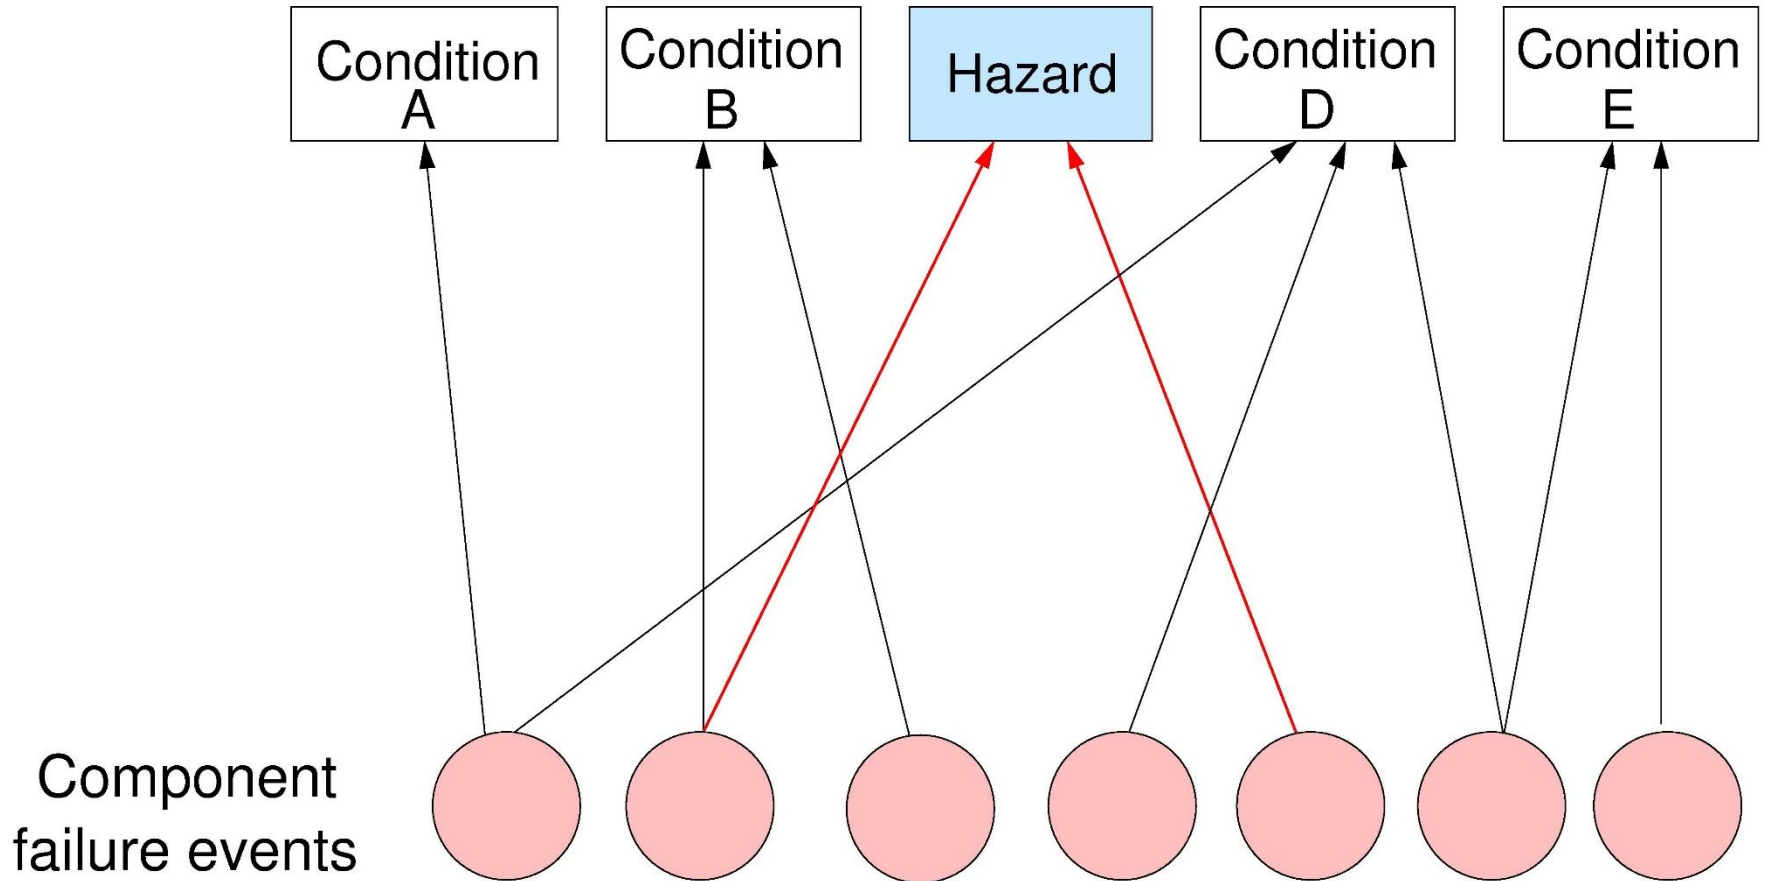 Condition
A
Condition
B
Hazard
Condition
D
Condition
E
Component
failure events